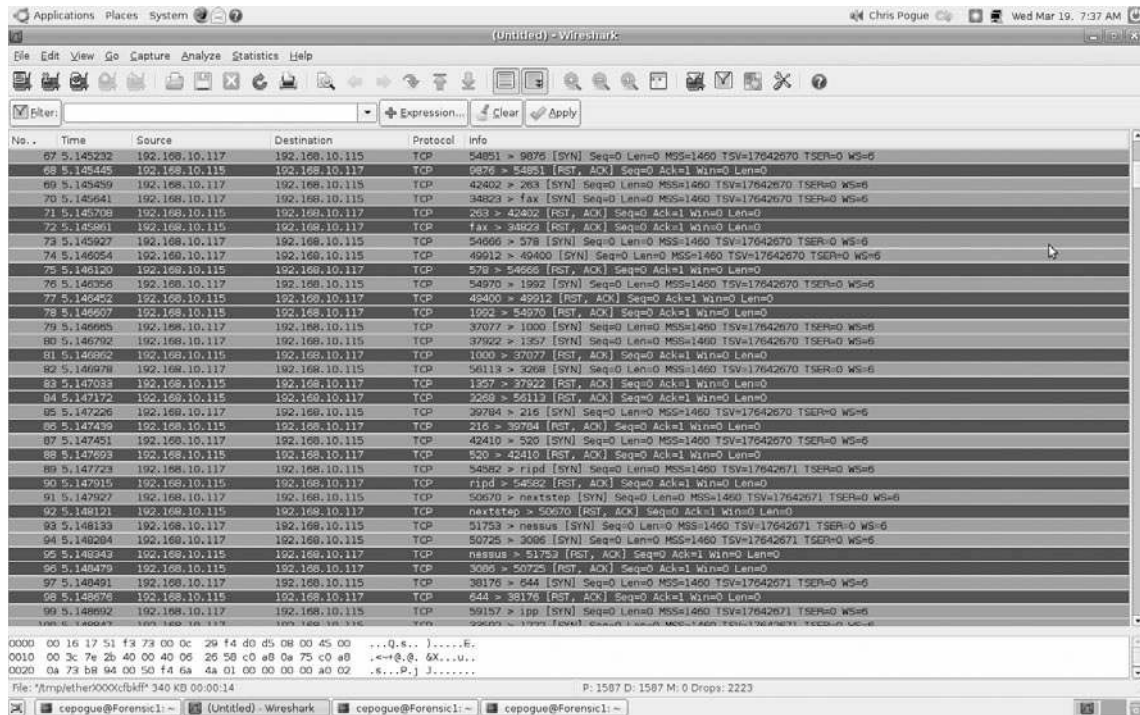 Applications Places System Chris Pogue Wed Mar 19, 7:37 AM
(Untitled) - Wireshark
File Edit View Go Capture Analyze Statistics Help
Filter: Expression... Clear Apply
No. . Time Source Destination Protocol Info
67 5.145232 192.168.10.117 192.168.10.115 TCP 54851 > 9876 [SYN] Seq=0 Len=0 MSS=1460 TSV=17642670 TSER=0 WS=6
68 5.145445 192.168.10.115 192.168.10.117 TCP 9876 > 54851 [RST, ACK] Seq=0 Ack=1 Win=0 Len=0
69 5.145459 192.168.10.117 192.168.10.115 TCP 42402 > 263 [SYN] Seq=0 Len=0 MSS=1460 TSV=17642670 TSER=0 WS=6
70 5.145641 192.168.10.117 192.168.10.115 TCP 34823 > fax [SYN] Seq=0 Len=0 MSS=1460 TSV=17642670 TSER=0 WS=6
71 5.145708 192.168.10.115 192.168.10.117 TCP 263 > 42402 [RST, ACK] Seq=0 Ack=1 Win=0 Len=0
72 5.145861 192.168.10.115 192.168.10.117 TCP fax > 34823 [RST, ACK] Seq=0 Ack=1 Win=0 Len=0
73 5.145927 192.168.10.117 192.168.10.115 TCP 54666 > 578 [SYN] Seq=0 Len=0 MSS=1460 TSV=17642670 TSER=0 WS=6
74 5.146054 192.168.10.117 192.168.10.115 TCP 49912 > 49400 [SYN] Seq=0 Len=0 MSS=1460 TSV=17642670 TSER=0 WS=6
75 5.146120 192.168.10.115 192.168.10.117 TCP 578 > 54666 [RST, ACK] Seq=0 Ack=1 Win=0 Len=0
76 5.146356 192.168.10.117 192.168.10.115 TCP 54970 > 1992 [SYN] Seq=0 Len=0 MSS=1460 TSV=17642670 TSER=0 WS=6
77 5.146452 192.168.10.115 192.168.10.117 TCP 49400 > 49912 [RST, ACK] Seq=0 Ack=1 Win=0 Len=0
78 5.146607 192.168.10.115 192.168.10.117 TCP 1992 > 54970 [RST, ACK] Seq=0 Ack=1 Win=0 Len=0
79 5.146665 192.168.10.117 192.168.10.115 TCP 37077 > 1000 [SYN] Seq=0 Len=0 MSS=1460 TSV=17642670 TSER=0 WS=6
80 5.146792 192.168.10.117 192.168.10.115 TCP 37922 > 1357 [SYN] Seq=0 Len=0 MSS=1460 TSV=17642670 TSER=0 WS=6
81 5.146862 192.168.10.115 192.168.10.117 TCP 1000 > 37077 [RST, ACK] Seq=0 Ack=1 Win=0 Len=0
82 5.146978 192.168.10.117 192.168.10.115 TCP 56113 > 3268 [SYN] Seq=0 Len=0 MSS=1460 TSV=17642670 TSER=0 WS=6
83 5.147033 192.168.10.115 192.168.10.117 TCP 1357 > 37922 [RST, ACK] Seq=0 Ack=1 Win=0 Len=0
84 5.147172 192.168.10.115 192.168.10.117 TCP 3268 > 56113 [RST, ACK] Seq=0 Ack=1 Win=0 Len=0
85 5.147226 192.168.10.117 192.168.10.115 TCP 39784 > 216 [SYN] Seq=0 Len=0 MSS=1460 TSV=17642670 TSER=0 WS=6
86 5.147439 192.168.10.115 192.168.10.117 TCP 216 > 39784 [RST, ACK] Seq=0 Ack=1 Win=0 Len=0
87 5.147451 192.168.10.117 192.168.10.115 TCP 42410 > 520 [SYN] Seq=0 Len=0 MSS=1460 TSV=17642670 TSER=0 WS=6
88 5.147693 192.168.10.115 192.168.10.117 TCP 520 > 42410 [RST, ACK] Seq=0 Ack=1 Win=0 Len=0
89 5.147723 192.168.10.117 192.168.10.115 TCP 54582 > ripd [SYN] Seq=0 Len=0 MSS=1460 TSV=17642671 TSER=0 WS=6
90 5.147915 192.168.10.115 192.168.10.117 TCP ripd > 54582 [RST, ACK] Seq=0 Ack=1 Win=0 Len=0
91 5.147927 192.168.10.117 192.168.10.115 TCP 50670 > nextstep [SYN] Seq=0 Len=0 MSS=1460 TSV=17642671 TSER=0 WS=6
92 5.148121 192.168.10.115 192.168.10.117 TCP nextstep > 50670 [RST, ACK] Seq=0 Ack=1 Win=0 Len=0
93 5.148133 192.168.10.117 192.168.10.115 TCP 51753 > nessus [SYN] Seq=0 Len=0 MSS=1460 TSV=17642671 TSER=0 WS=6
94 5.148284 192.168.10.117 192.168.10.115 TCP 50725 > 3086 [SYN] Seq=0 Len=0 MSS=1460 TSV=17642671 TSER=0 WS=6
95 5.148343 192.168.10.115 192.168.10.117 TCP nessus > 51753 [RST, ACK] Seq=0 Ack=1 Win=0 Len=0
96 5.148479 192.168.10.115 192.168.10.117 TCP 3086 > 50725 [RST, ACK] Seq=0 Ack=1 Win=0 Len=0
97 5.148491 192.168.10.117 192.168.10.115 TCP 38176 > 644 [SYN] Seq=0 Len=0 MSS=1460 TSV=17642671 TSER=0 WS=6
98 5.148676 192.168.10.115 192.168.10.117 TCP 644 > 38176 [RST, ACK] Seq=0 Ack=1 Win=0 Len=0
99 5.148692 192.168.10.117 192.168.10.115 TCP 59157 > ipp [SYN] Seq=0 Len=0 MSS=1460 TSV=17642671 TSER=0 WS=6
0000 00 16 17 51 f3 73 00 0c 29 f4 d0 d5 08 00 45 00 ...Q.s.. ).....E.
0010 00 3c 7e 2b 40 00 40 06 26 58 c0 a8 0a 75 c0 a8 .<~+@.@. &X...u..
0020 0a 73 b8 94 00 50 f4 6a 4a 01 00 00 00 00 a0 02 .s...P.j J.......
File: "/tmp/etherXXXXcfbkff" 340 KB 00:00:14 P: 1587 D: 1587 M: 0 Drops: 2223
cepogue@Forensic1: ~ (Untitled) - Wireshark cepogue@Forensic1: ~ cepogue@Forensic1: ~